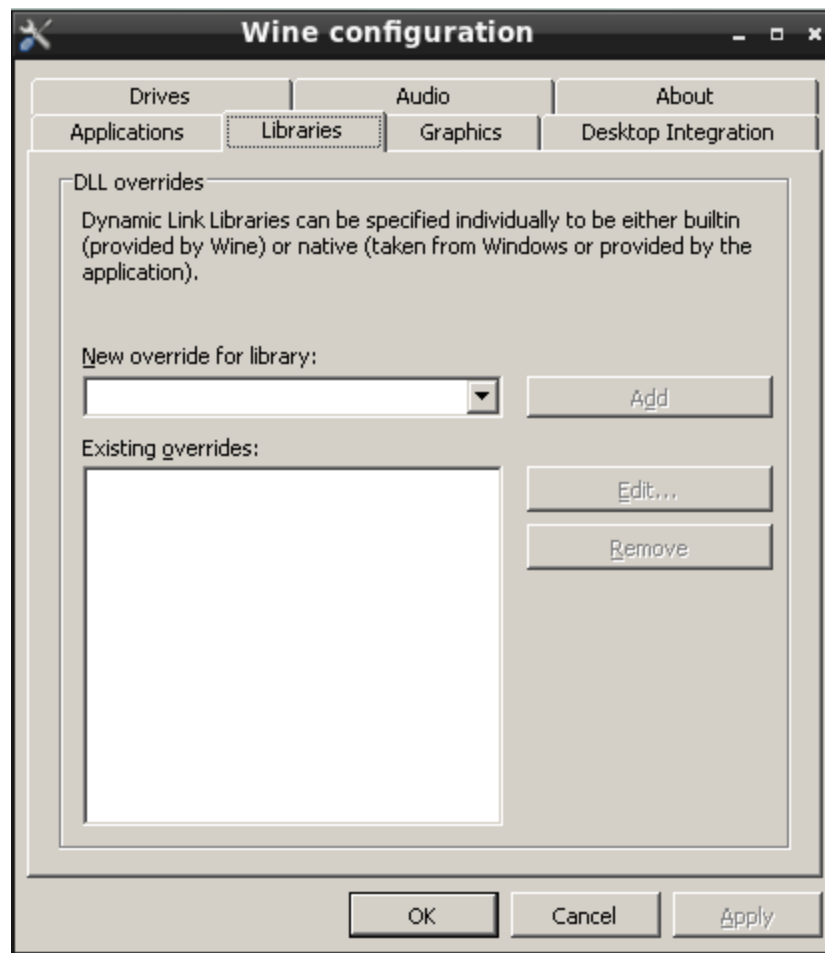 Wine configuration
Drives Audio About
Applications Libraries Graphics Desktop Integration
DLL overrides
Dynamic Link Libraries can be specified individually to be either builtin
(provided by Wine) or native (taken from Windows or provided by the
application).
New override for library:
Add
Existing overrides:
Edit...
Remove
OK Cancel Apply